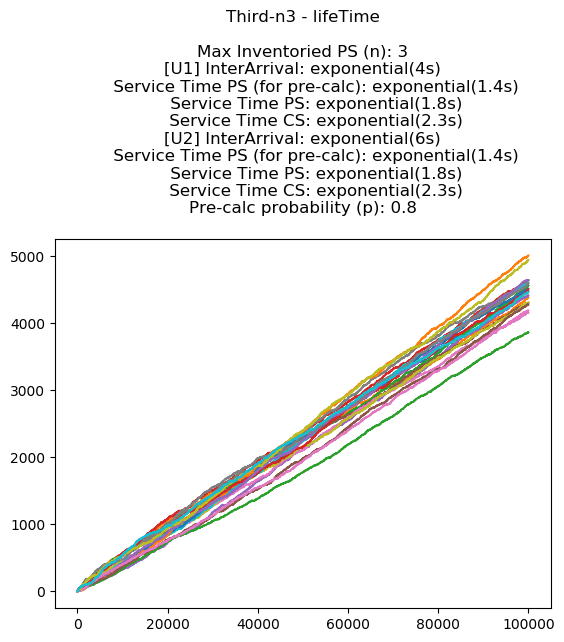 Third-n3 - lifeTime
Max Inventoried PS (n): 3
[U1] InterArrival: exponential(4s)
Service Time PS (for pre-calc): exponential(1.4s)
Service Time PS: exponential(1.8s)
Service Time CS: exponential(2.3s)
[U2] InterArrival: exponential(6s)
Service Time PS (for pre-calc): exponential(1.4s)
Service Time PS: exponential(1.8s)
Service Time CS: exponential(2.3s)
Pre-calc probability (p): 0.8
5000
4000
3000
2000
1000
0
0 20000 40000 60000 80000 100000